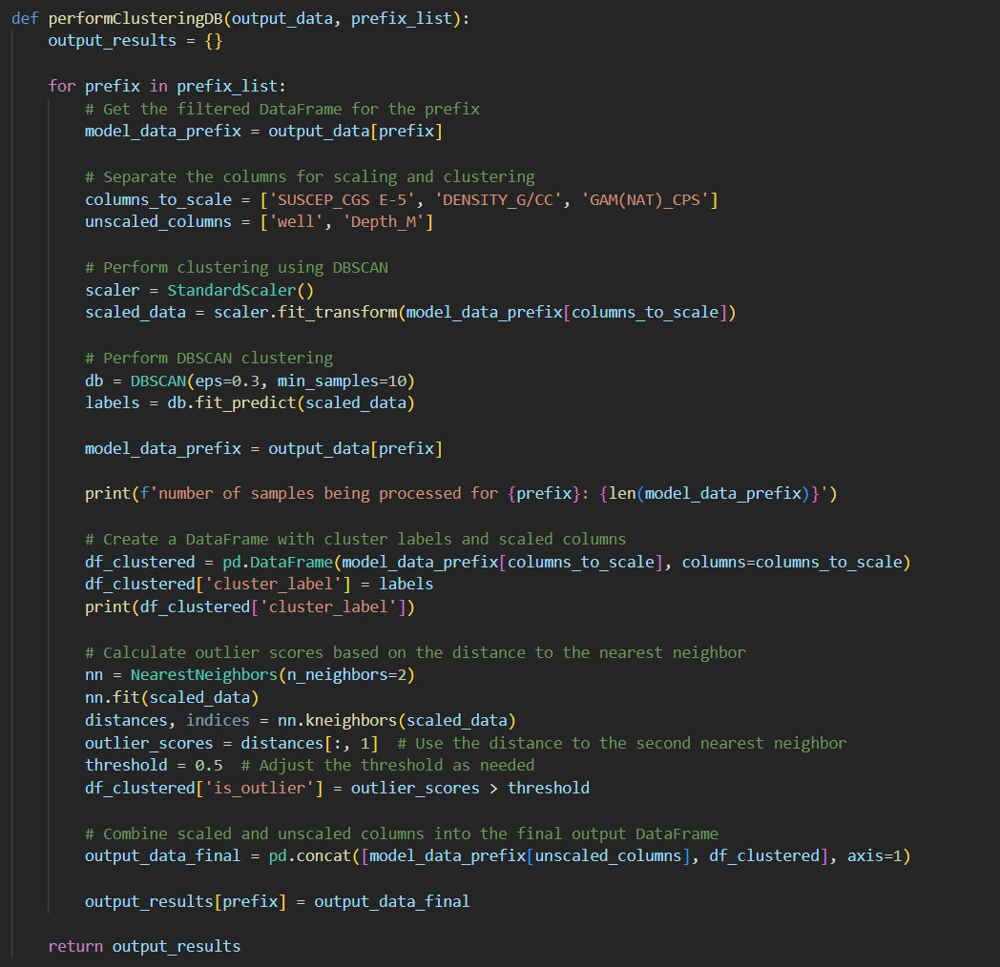 def performClusteringDB(output_data, prefix_list):
    output_results = {}

    for prefix in prefix_list:
        # Get the filtered DataFrame for the prefix
        model_data_prefix = output_data[prefix]

        # Separate the columns for scaling and clustering
        columns_to_scale = ['SUSCEP_CGS E-5', 'DENSITY_G/CC', 'GAM(NAT)_CPS']
        unscaled_columns = ['well', 'Depth_M']

        # Perform clustering using DBSCAN
        scaler = StandardScaler()
        scaled_data = scaler.fit_transform(model_data_prefix[columns_to_scale])

        # Perform DBSCAN clustering
        db = DBSCAN(eps=0.3, min_samples=10)
        labels = db.fit_predict(scaled_data)

        model_data_prefix = output_data[prefix]

        print(f'number of samples being processed for {prefix}: {len(model_data_prefix)}')

        # Create a DataFrame with cluster labels and scaled columns
        df_clustered = pd.DataFrame(model_data_prefix[columns_to_scale], columns=columns_to_scale)
        df_clustered['cluster_label'] = labels
        print(df_clustered['cluster_label'])

        # Calculate outlier scores based on the distance to the nearest neighbor
        nn = NearestNeighbors(n_neighbors=2)
        nn.fit(scaled_data)
        distances, indices = nn.kneighbors(scaled_data)
        outlier_scores = distances[:, 1]  # Use the distance to the second nearest neighbor
        threshold = 0.5  # Adjust the threshold as needed
        df_clustered['is_outlier'] = outlier_scores > threshold

        # Combine scaled and unscaled columns into the final output DataFrame
        output_data_final = pd.concat([model_data_prefix[unscaled_columns], df_clustered], axis=1)

        output_results[prefix] = output_data_final

    return output_results